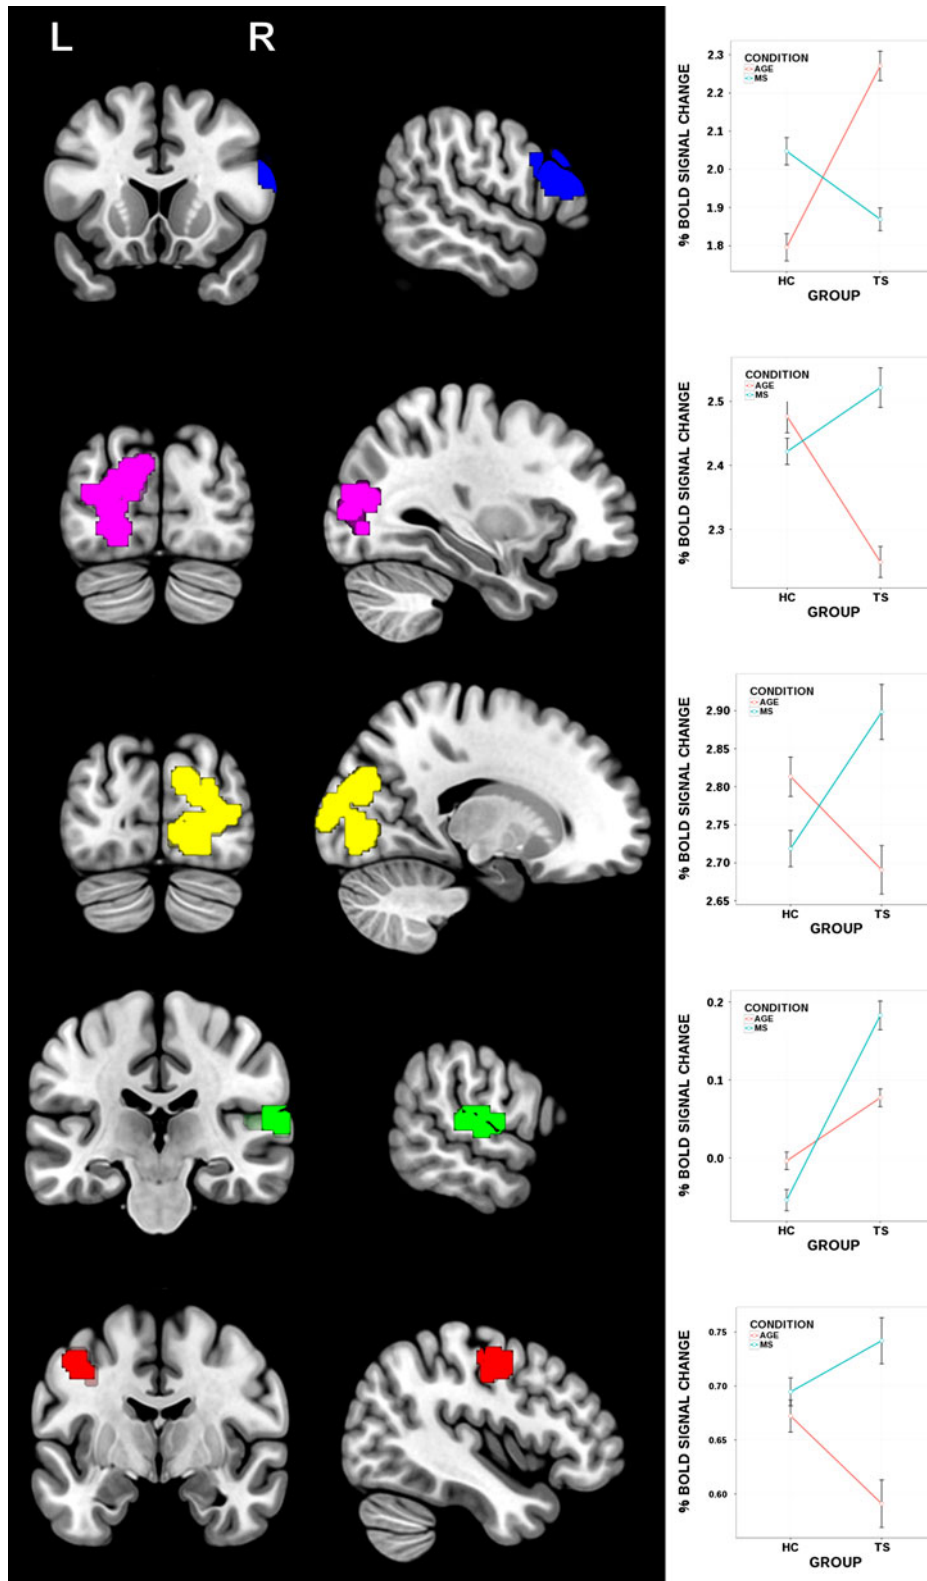 L R
% BOLD SIGNAL CHANGE
CONDITION
AGE
MS
2.3
2.2
2.1
2.0
1.9
1.8
HC TS
GROUP
% BOLD SIGNAL CHANGE
CONDITION
AGE
MS
2.5
2.4
2.3
HC TS
GROUP
% BOLD SIGNAL CHANGE
CONDITION
AGE
MS
2.90
2.85
2.80
2.75
2.70
2.65
HC TS
GROUP
% BOLD SIGNAL CHANGE
CONDITION
AGE
MS
0.2
0.1
0.0
HC TS
GROUP
% BOLD SIGNAL CHANGE
CONDITION
AGE
MS
0.75
0.70
0.65
0.60
HC TS
GROUP